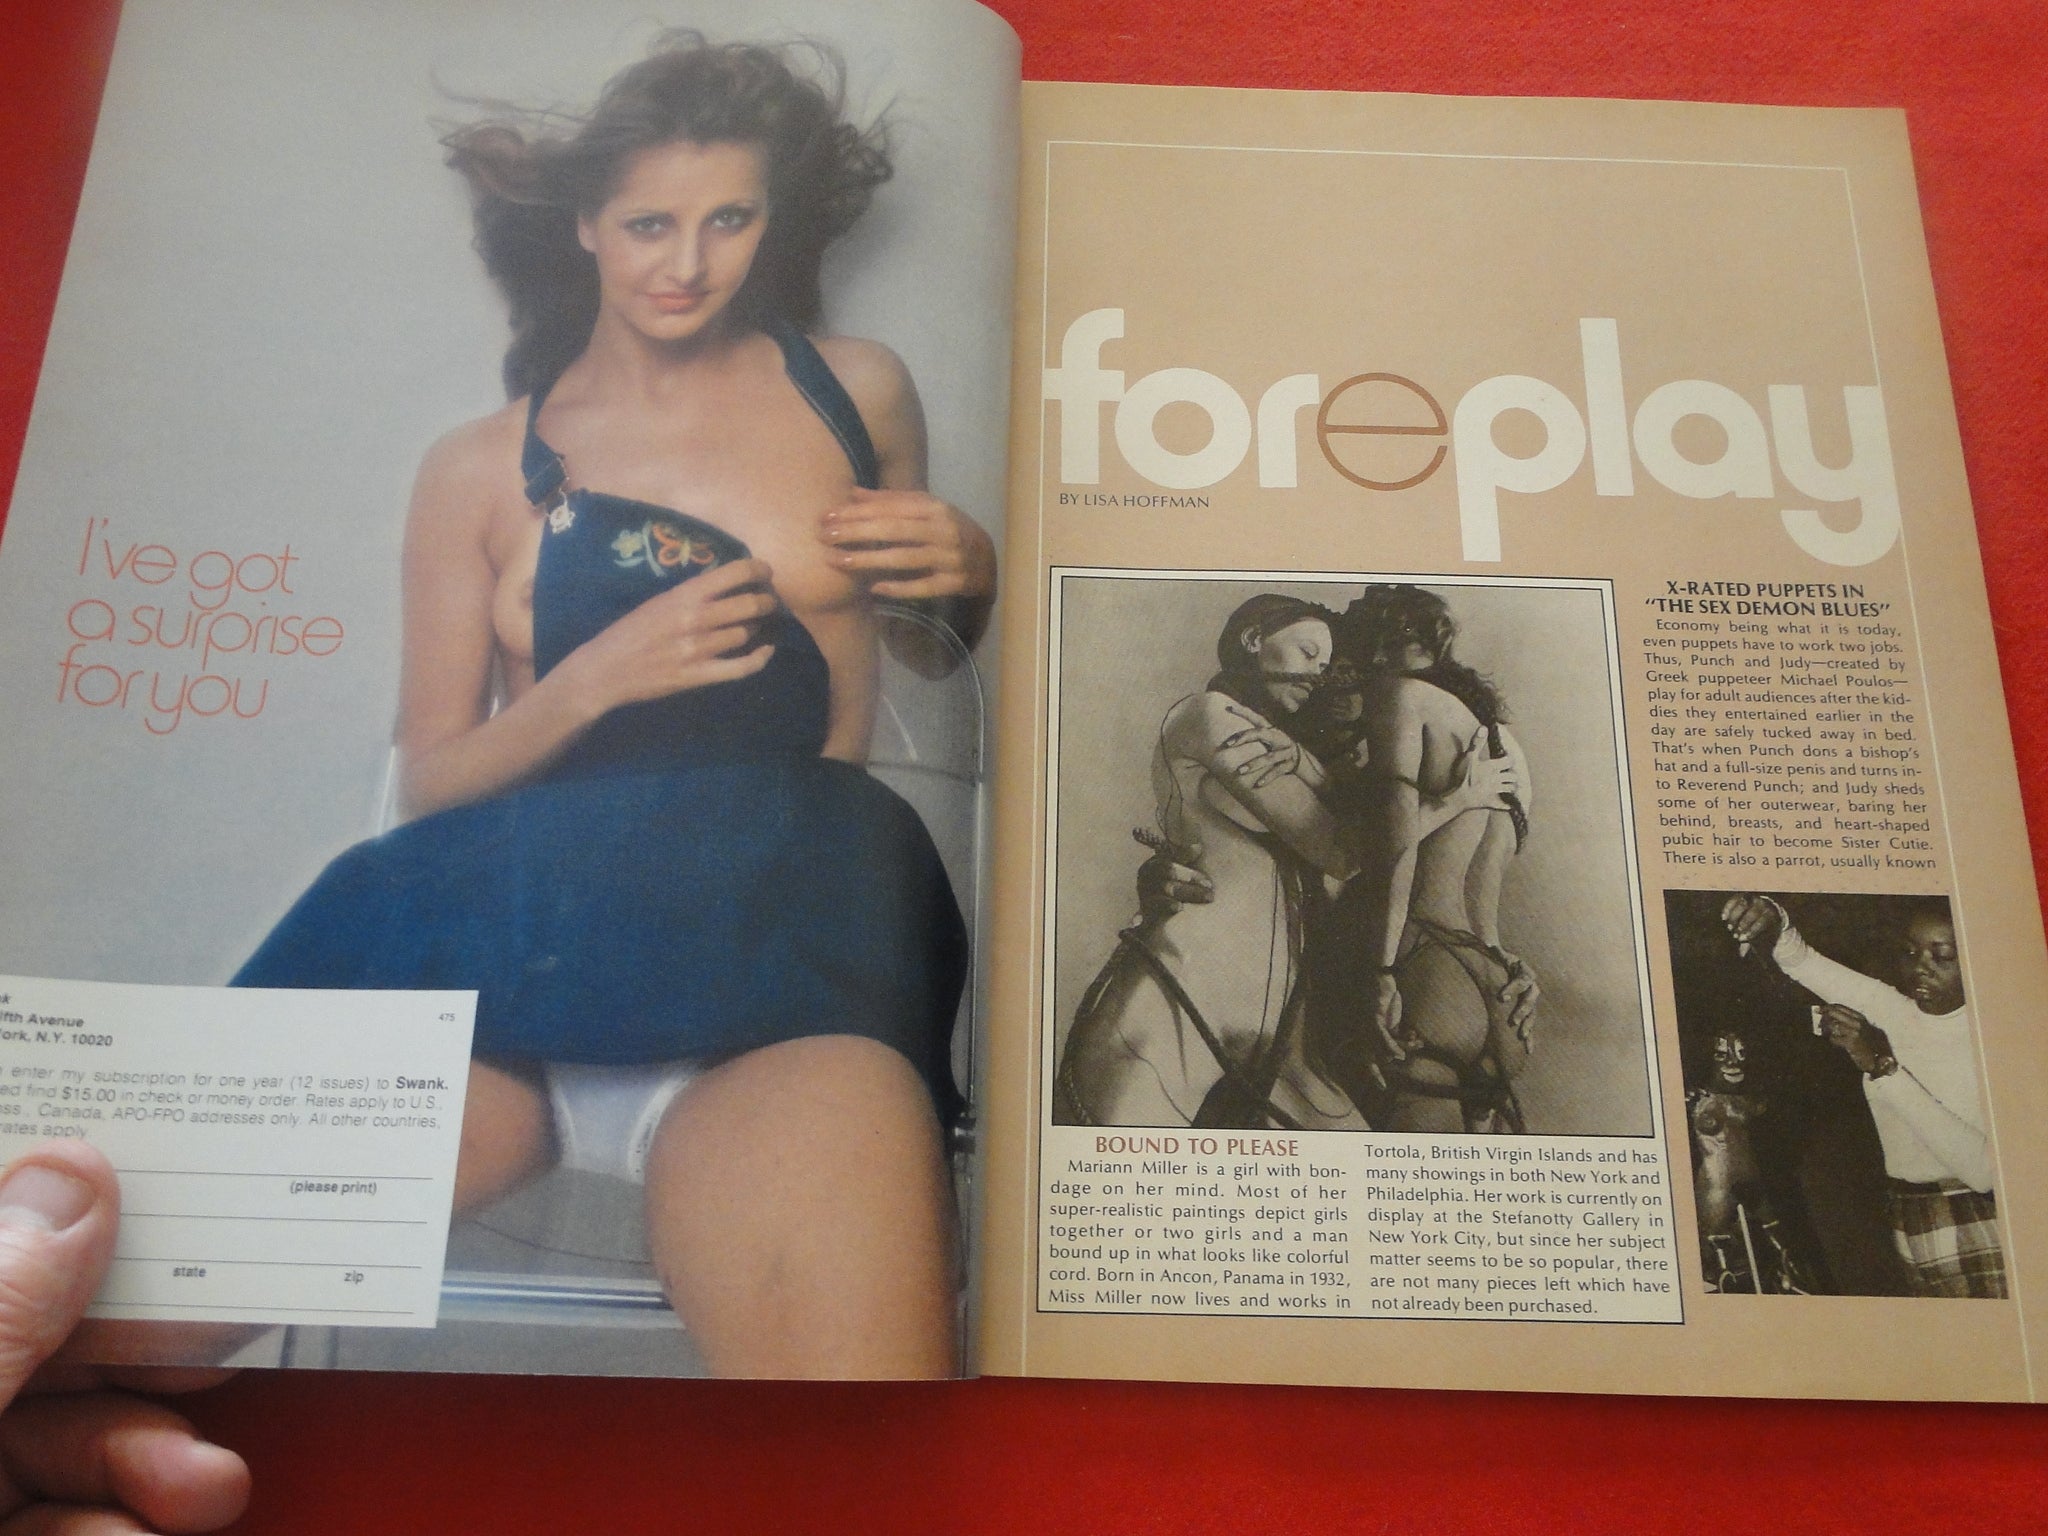 I've got
a surprise
for you
475
ifth Avenue
ork, N.Y. 10020
enter my subscription for one year (12 issues) to Swank.
ed find $15.00 in check or money order. Rates apply to U.S.,
ss., Canada, APO-FPO addresses only. All other countries,
rates apply.
(please print)
state zip
foreplay
BY LISA HOFFMAN
BOUND TO PLEASE
Mariann Miller is a girl with bon-
dage on her mind. Most of her
super-realistic paintings depict girls
together or two girls and a man
bound up in what looks like colorful
cord. Born in Ancon, Panama in 1932,
Miss Miller now lives and works in
Tortola, British Virgin Islands and has
many showings in both New York and
Philadelphia. Her work is currently on
display at the Stefanotty Gallery in
New York City, but since her subject
matter seems to be so popular, there
are not many pieces left which have
not already been purchased.
X-RATED PUPPETS IN
"THE SEX DEMON BLUES"
Economy being what it is today,
even puppets have to work two jobs.
Thus, Punch and Judy—created by
Greek puppeteer Michael Poulos—
play for adult audiences after the kid-
dies they entertained earlier in the
day are safely tucked away in bed.
That's when Punch dons a bishop's
hat and a full-size penis and turns in-
to Reverend Punch; and Judy sheds
some of her outerwear, baring her
behind, breasts, and heart-shaped
pubic hair to become Sister Cutie.
There is also a parrot, usually known